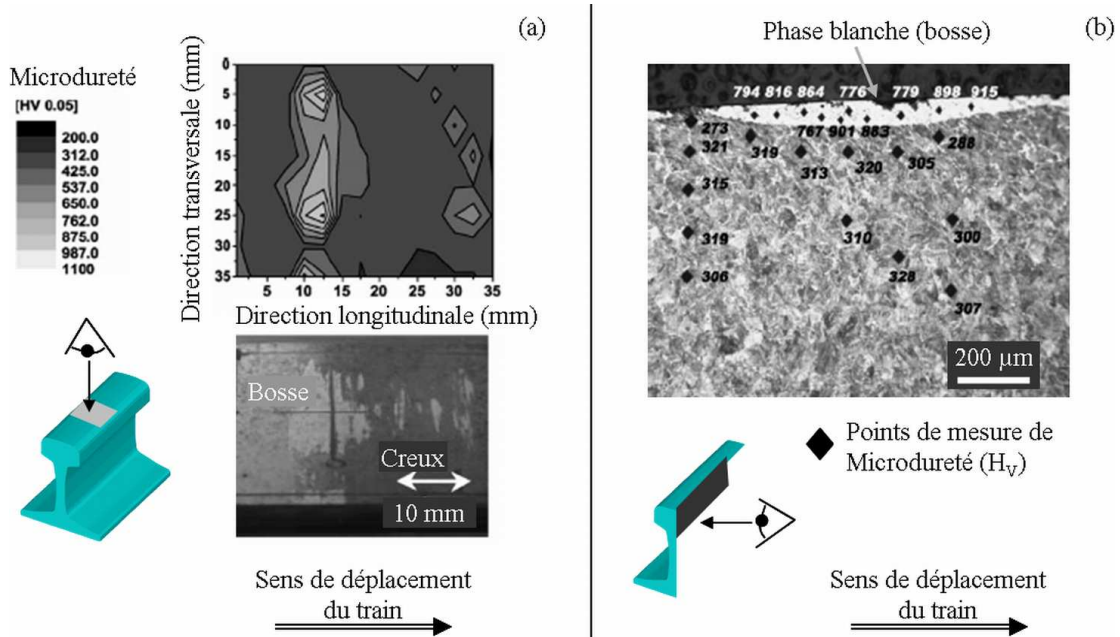 (a)
Microdureté
[HV 0.05]
200.0
312.0
425.0
537.0
650.0
762.0
875.0
987.0
1100
Direction transversale (mm)
0
5
10
15
20
25
30
35
0 5 10 15 20 25 30 35
Direction longitudinale (mm)
Bosse
Creux
10 mm
Sens de déplacement
du train
(b)
Phase blanche (bosse)
794 816 864 776 779 898 915
767 901 883
273
321
319
313
320
305
288
315
319
310
300
328
306
307
200 µm
Points de mesure de
Microdureté (HV)
Sens de déplacement
du train